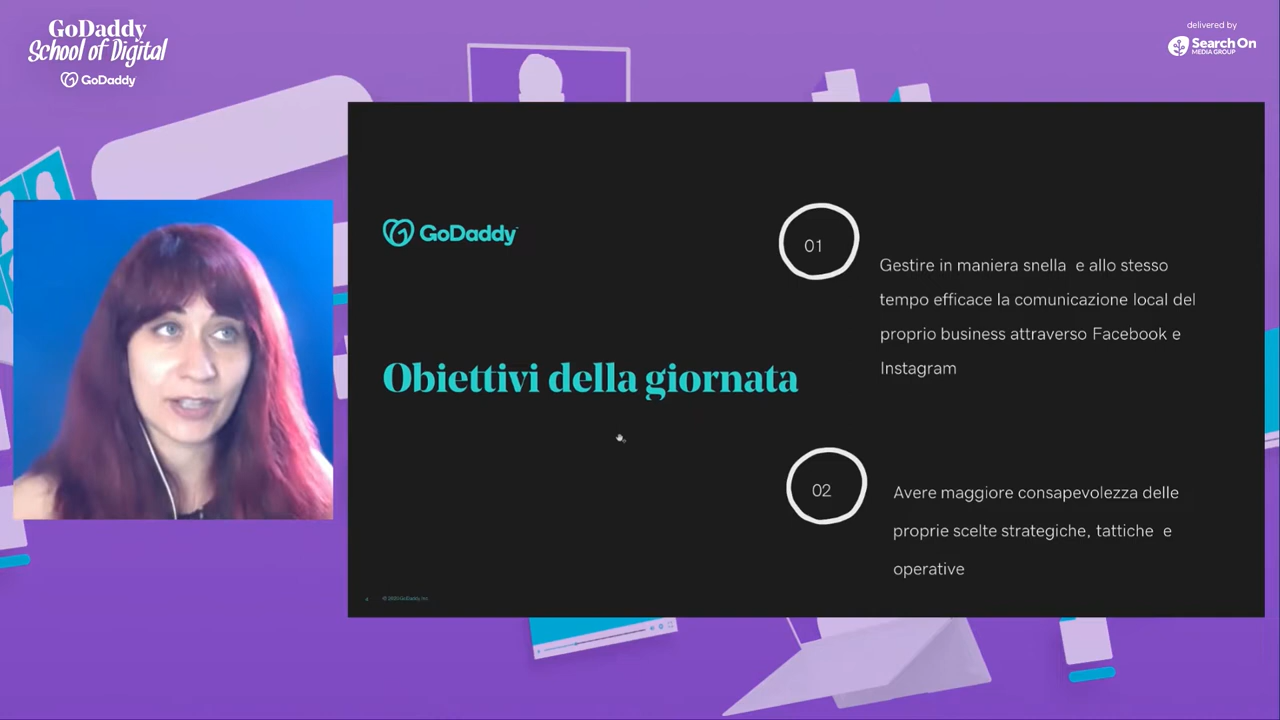 GoDaddy
School of Digital
GoDaddy
delivered by
Search On
MEDIA GROUP
GoDaddy
Obiettivi della giornata
01
Gestire in maniera snella e allo stesso
tempo efficace la comunicazione local del
proprio business attraverso Facebook e
Instagram
02
Avere maggiore consapevolezza delle
proprie scelte strategiche, tattiche e
operative